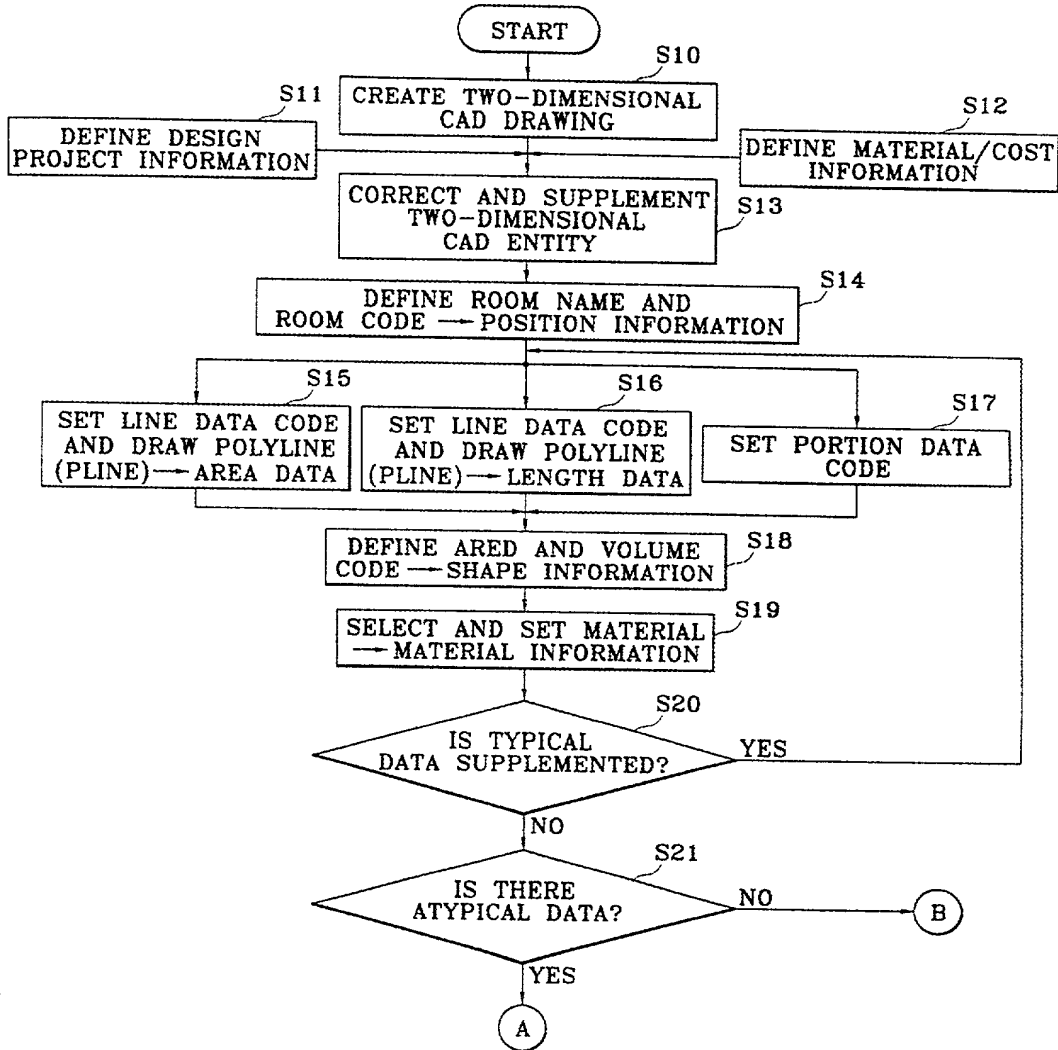 START
S10
CREATE TWO-DIMENSIONAL
CAD DRAWING
S11
DEFINE DESIGN
PROJECT INFORMATION
S12
DEFINE MATERIAL/COST
INFORMATION
S13
CORRECT AND SUPPLEMENT
TWO-DIMENSIONAL
CAD ENTITY
S14
DEFINE ROOM NAME AND
ROOM CODE → POSITION INFORMATION
S15
SET LINE DATA CODE
AND DRAW POLYLINE
(PLINE) → AREA DATA
S16
SET LINE DATA CODE
AND DRAW POLYLINE
(PLINE) → LENGTH DATA
S17
SET PORTION DATA
CODE
S18
DEFINE ARED AND VOLUME
CODE → SHAPE INFORMATION
S19
SELECT AND SET MATERIAL
→ MATERIAL INFORMATION
S20
IS TYPICAL
DATA SUPPLEMENTED?
YES
NO
S21
IS THERE
ATYPICAL DATA?
NO
B
YES
A